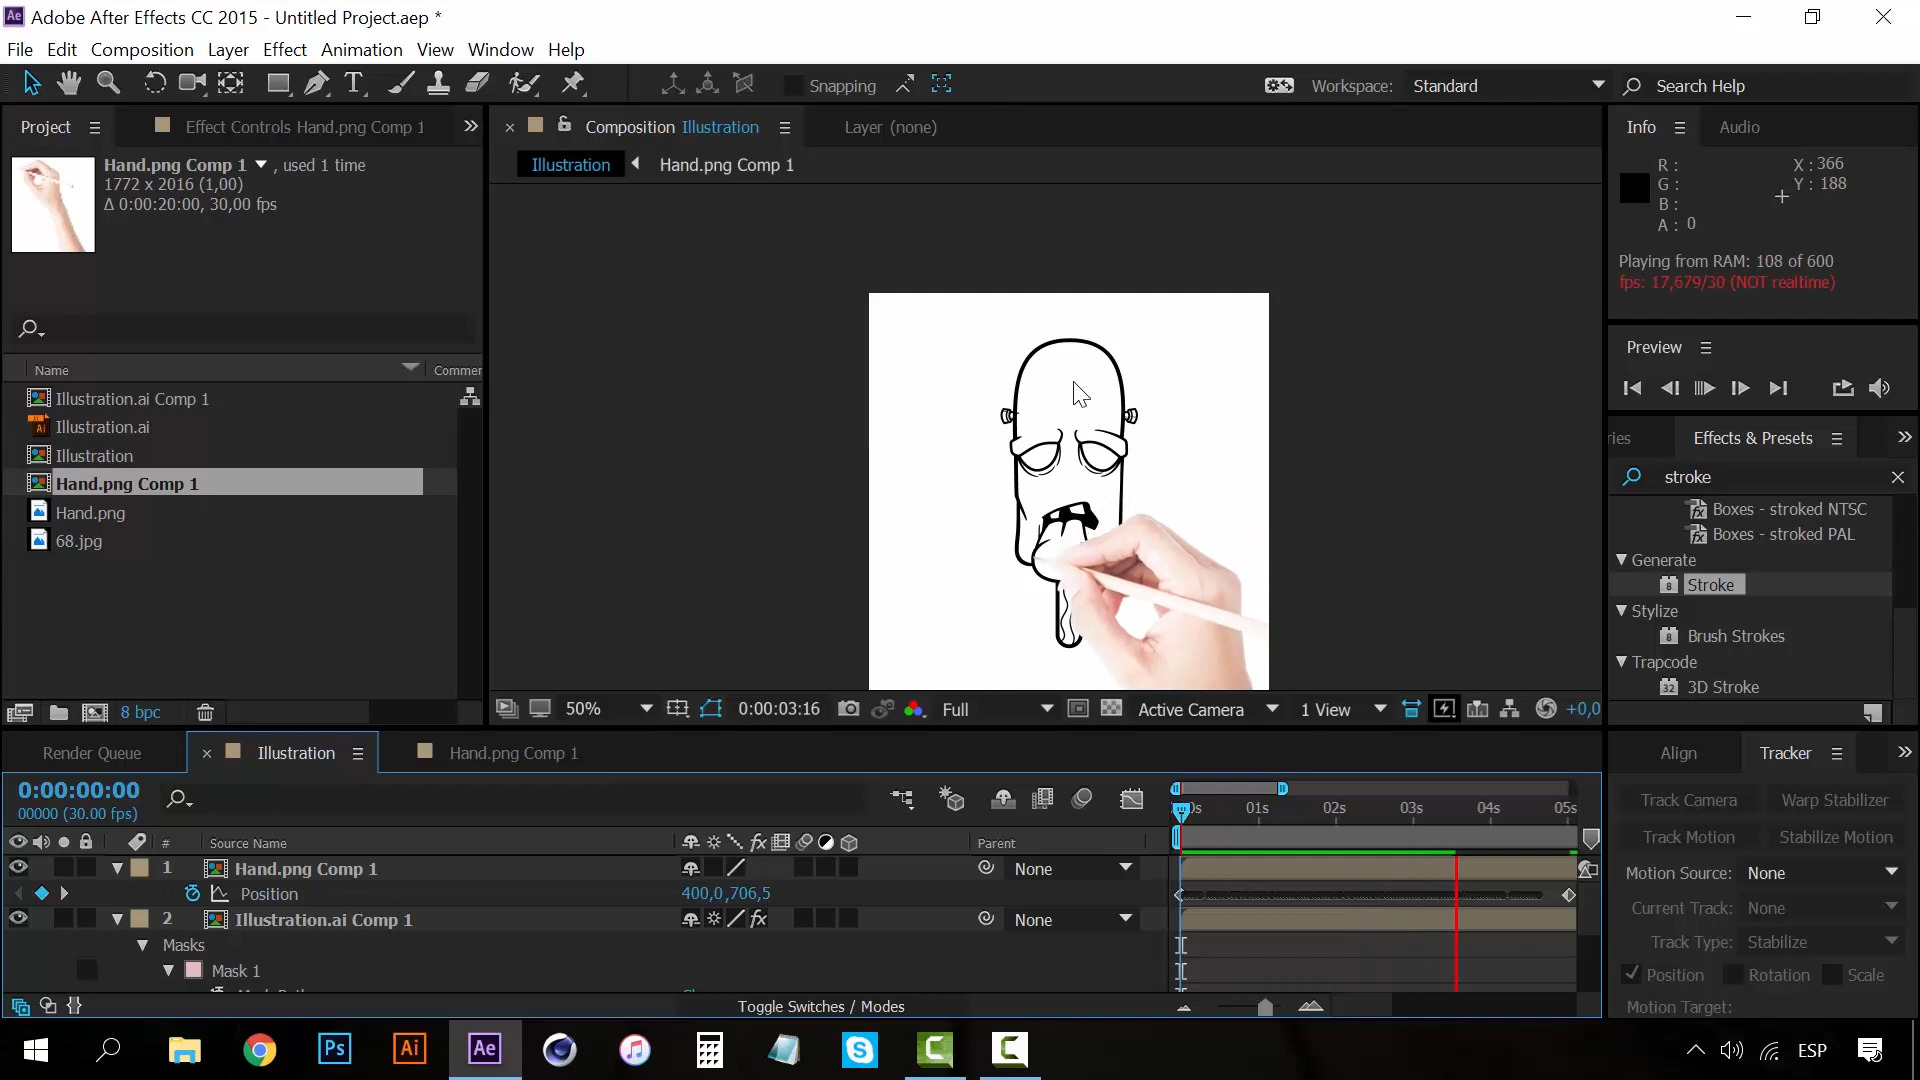 Ae Adobe After Effects CC 2015 - Untitled Project.aep *
File Edit Composition Layer Effect Animation View Window Help
Snapping
Workspace: Standard
Search Help
Project
Effect Controls Hand.png Comp 1
Hand.png Comp 1 , used 1 time
1772 x 2016 (1,00)
Δ 0:00:20:00, 30,00 fps
Name Commer
Illustration.ai Comp 1
Illustration.ai
Illustration
Hand.png Comp 1
Hand.png
68.jpg
8 bpc
Composition Illustration
Layer (none)
Illustration
Hand.png Comp 1
50%
0:00:03:16
Full
Active Camera
1 View
+0,0
Info
Audio
R :
G :
B :
A : 0
X : 366
Y : 188
Playing from RAM: 108 of 600
fps: 17,679/30 (NOT realtime)
Preview
ries
Effects & Presets
stroke
Boxes - stroked NTSC
Boxes - stroked PAL
Generate
8 Stroke
Stylize
8 Brush Strokes
Trapcode
32 3D Stroke
Render Queue
Illustration
Hand.png Comp 1
0:00:00:00
00000 (30.00 fps)
0s 01s 02s 03s 04s 05s
# Source Name
Parent
1 Hand.png Comp 1
None
Position
400,0,706,5
2 Illustration.ai Comp 1
None
Masks
Mask 1
Toggle Switches / Modes
Align
Tracker
Track Camera
Warp Stabilizer
Track Motion
Stabilize Motion
Motion Source: None
Current Track: None
Track Type: Stabilize
Position Rotation Scale
Motion Target:
Ps
Ai
Ae
ESP